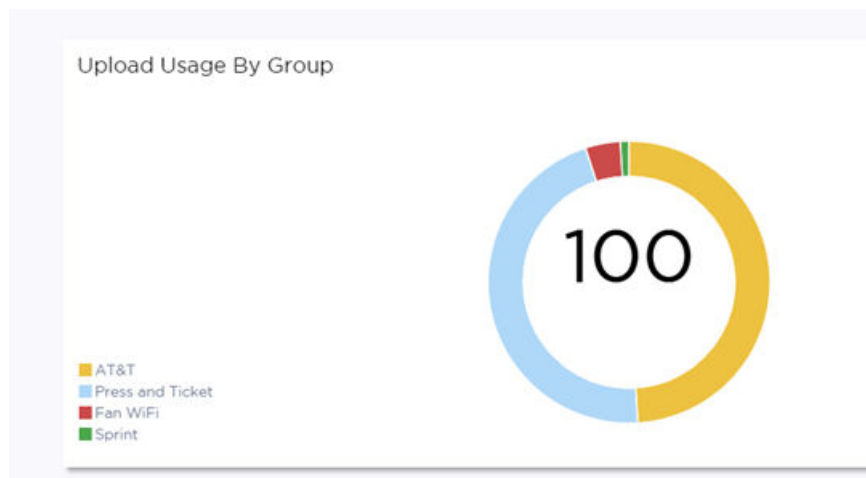 Upload Usage By Group
100
AT&T
Press and Ticket
Fan WiFi
Sprint